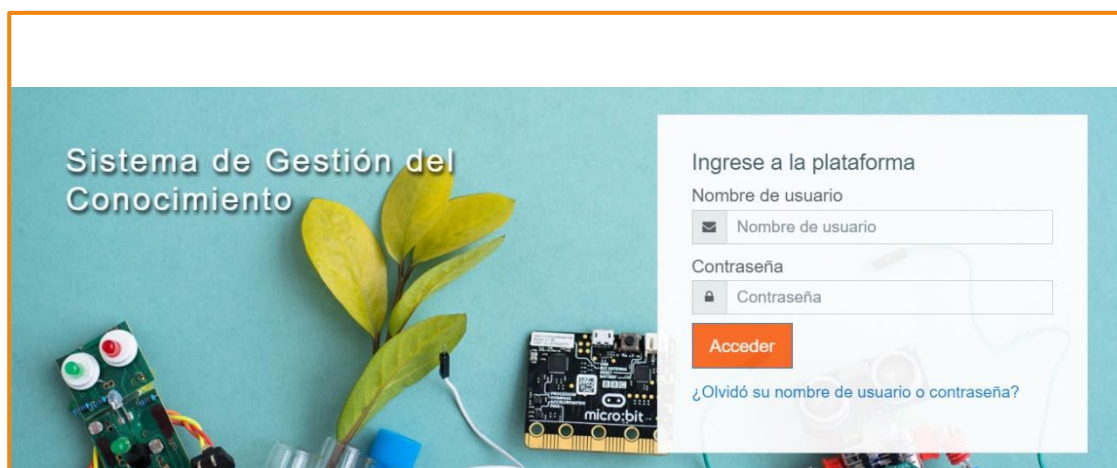 Sistema de Gestión del
Conocimiento
Ingrese a la plataforma
Nombre de usuario
Nombre de usuario
Contraseña
Contraseña
Acceder
¿Olvidó su nombre de usuario o contraseña?
BBC
micro:bit